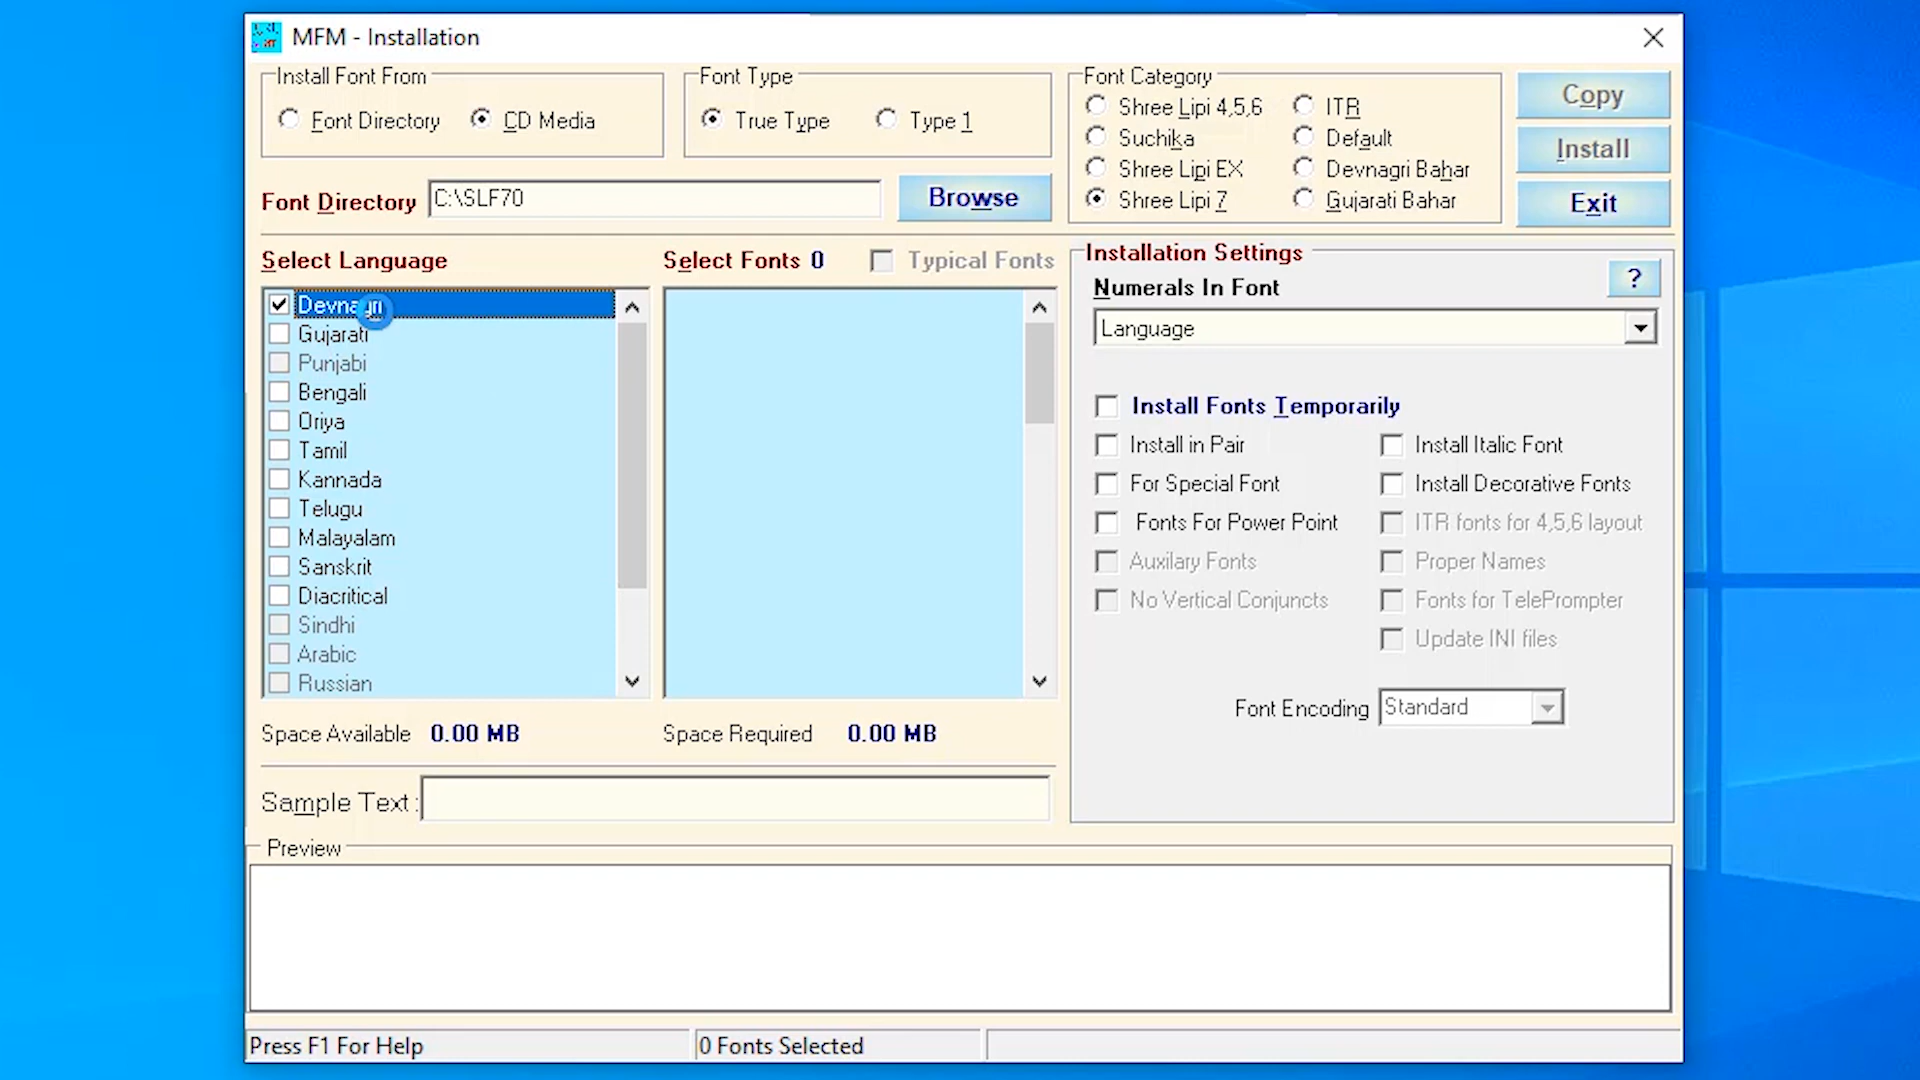 MFM - Installation
Install Font From
Font Directory
CD Media
Font Type
True Type
Type 1
Font Category
Shree Lipi 4,5,6
ITR
Suchika
Default
Shree Lipi EX
Devnagri Bahar
Shree Lipi 7
Gujarati Bahar
Copy
Install
Exit
Font Directory
C:\SLF70
Browse
Select Language
Select Fonts 0
Typical Fonts
Devnagri
Gujarati
Punjabi
Bengali
Oriya
Tamil
Kannada
Telugu
Malayalam
Sanskrit
Diacritical
Sindhi
Arabic
Russian
Installation Settings
?
Numerals In Font
Language
Install Fonts Temporarily
Install in Pair
Install Italic Font
For Special Font
Install Decorative Fonts
Fonts For Power Point
ITR fonts for 4,5,6 layout
Auxilary Fonts
Proper Names
No Vertical Conjuncts
Fonts for TelePrompter
Update INI files
Font Encoding
Standard
Space Available 0.00 MB
Space Required 0.00 MB
Sample Text :
Preview
Press F1 For Help
0 Fonts Selected